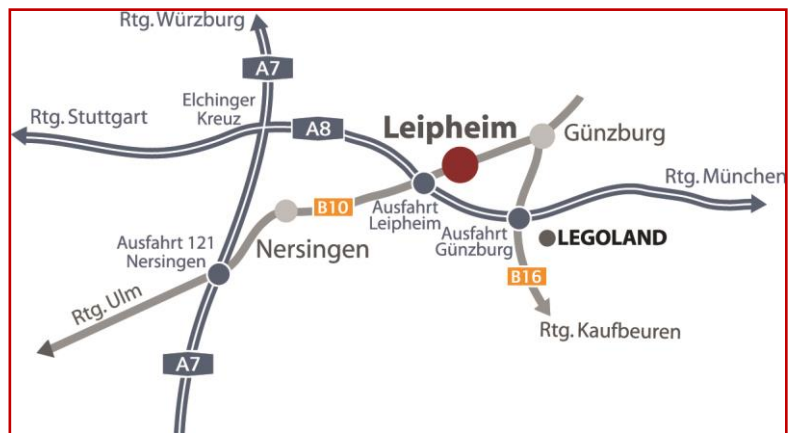 Rtg. Würzburg
A7
Elchinger
Kreuz
Rtg. Stuttgart
A8
Leipheim
Günzburg
Rtg. München
B10
Ausfahrt
Leipheim
Ausfahrt
Günzburg
LEGOLAND
Nersingen
Ausfahrt 121
Nersingen
B16
Rtg. Ulm
Rtg. Kaufbeuren
A7